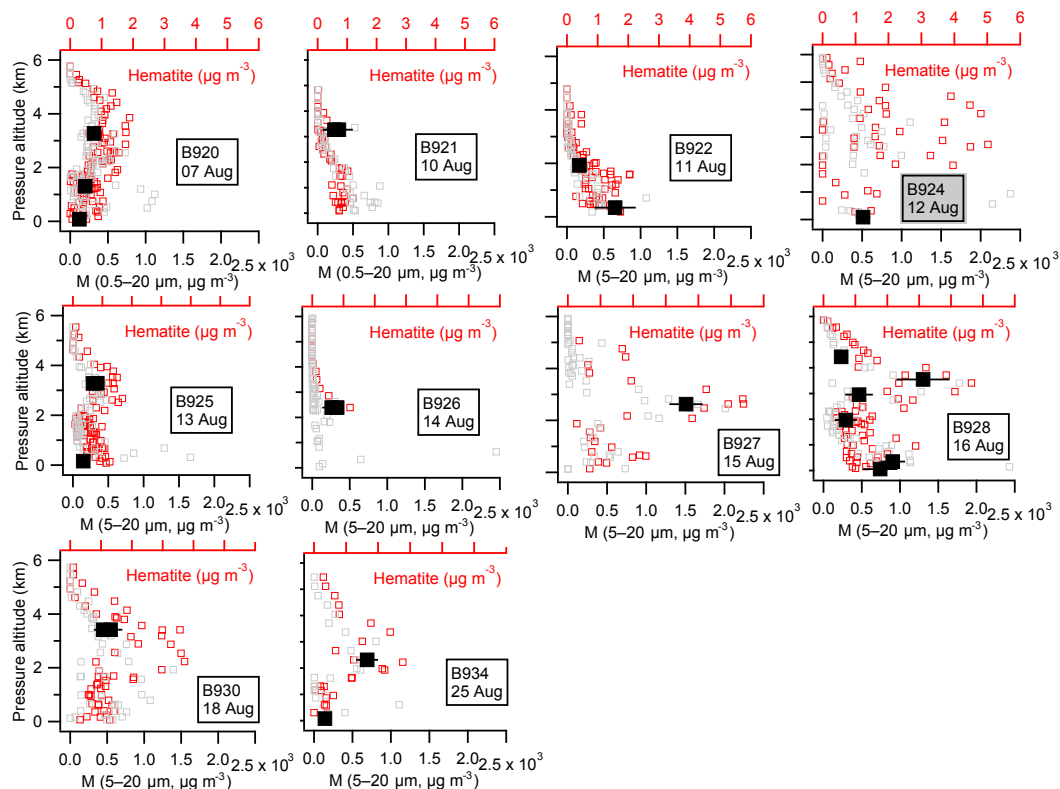 0 1 2 3 4 5 6
0 1 2 3 4 5 6
0 1 2 3 4 5 6
0 1 2 3 4 5 6
Pressure altitude (km)
6
4
2
0
Hematite (µg m⁻³)
B920
07 Aug
0.0 0.5 1.0 1.5 2.0
2.5 x 10³
M (0.5–20 µm, µg m⁻³)
Hematite (µg m⁻³)
B921
10 Aug
0.0 0.5 1.0 1.5 2.0
2.5 x 10³
M (0.5–20 µm, µg m⁻³)
Hematite (µg m⁻³)
B922
11 Aug
0.0 0.5 1.0 1.5 2.0
2.5 x 10³
M (5–20 µm, µg m⁻³)
Hematite (µg m⁻³)
B924
12 Aug
0.0 0.5 1.0 1.5 2.0
2.5 x 10³
M (5–20 µm, µg m⁻³)
Pressure altitude (km)
6
4
2
0
Hematite (µg m⁻³)
B925
13 Aug
0.0 0.5 1.0 1.5 2.0
2.5 x 10³
M (5–20 µm, µg m⁻³)
Hematite (µg m⁻³)
B926
14 Aug
0.0 0.5 1.0 1.5 2.0
2.5 x 10³
M (5–20 µm, µg m⁻³)
Hematite (µg m⁻³)
B927
15 Aug
0.0 0.5 1.0 1.5 2.0
2.5 x 10³
M (5–20 µm, µg m⁻³)
Hematite (µg m⁻³)
B928
16 Aug
0.0 0.5 1.0 1.5 2.0
2.5 x 10³
M (5–20 µm, µg m⁻³)
Pressure altitude (km)
6
4
2
0
Hematite (µg m⁻³)
B930
18 Aug
0.0 0.5 1.0 1.5 2.0
2.5 x 10³
M (5–20 µm, µg m⁻³)
Hematite (µg m⁻³)
B934
25 Aug
0.0 0.5 1.0 1.5 2.0
2.5 x 10³
M (5–20 µm, µg m⁻³)